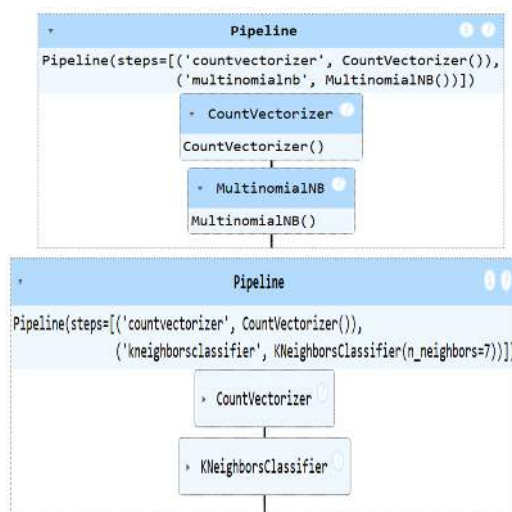 Pipeline
Pipeline(steps=[('countvectorizer', CountVectorizer()),
('multinomialnb', MultinomialNB())])
CountVectorizer
CountVectorizer()
MultinomialNB
MultinomialNB()
Pipeline
Pipeline(steps=[('countvectorizer', CountVectorizer()),
('kneighborsclassifier', KNeighborsClassifier(n_neighbors=7))])
CountVectorizer
KNeighborsClassifier